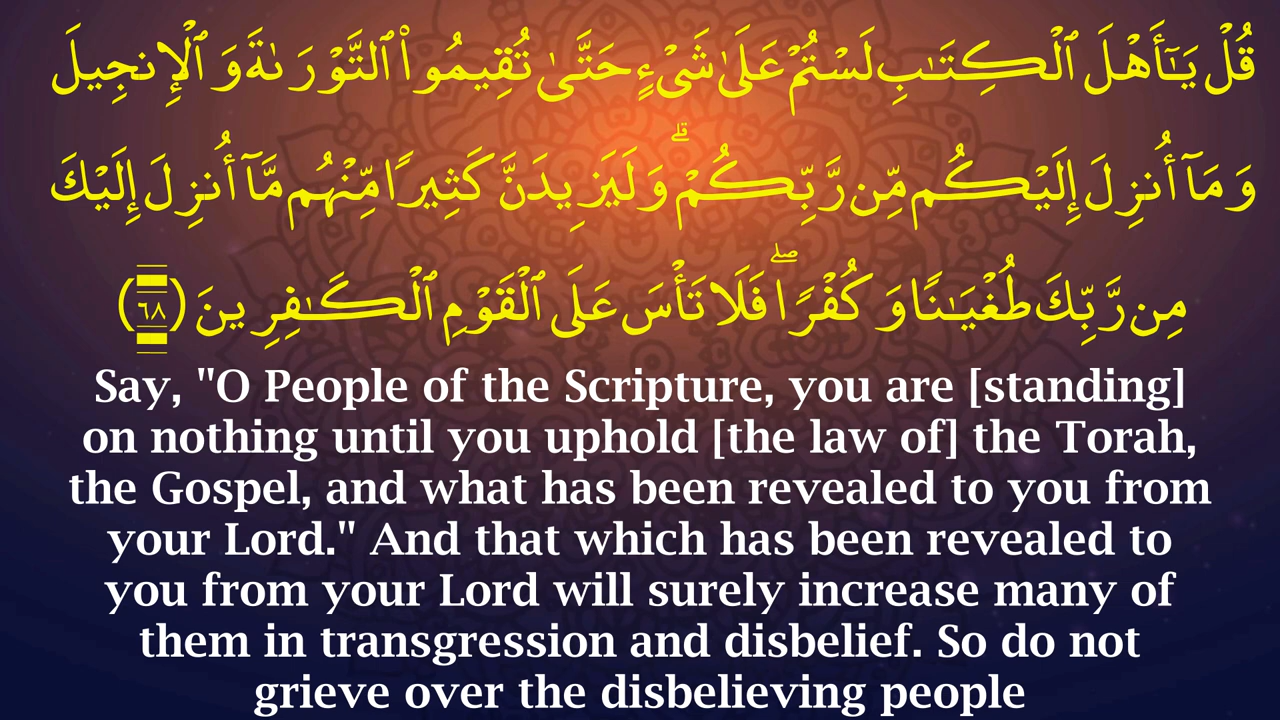 قُلْ يَـٰٓأَهْلَ ٱلْكِتَـٰبِ لَسْتُمْ عَلَىٰ شَىْءٍ حَتَّىٰ تُقِيمُوا۟ ٱلتَّوْرَىٰةَ وَٱلْإِنجِيلَ
وَمَآ أُنزِلَ إِلَيْكُم مِّن رَّبِّكُمْ ۗ وَلَيَزِيدَنَّ كَثِيرًا مِّنْهُم مَّآ أُنزِلَ إِلَيْكَ
مِن رَّبِّكَ طُغْيَـٰنًا وَكُفْرًا ۖ فَلَا تَأْسَ عَلَى ٱلْقَوْمِ ٱلْكَـٰفِرِينَ (٦٨)
Say, "O People of the Scripture, you are [standing]
on nothing until you uphold [the law of] the Torah,
the Gospel, and what has been revealed to you from
your Lord." And that which has been revealed to
you from your Lord will surely increase many of
them in transgression and disbelief. So do not
grieve over the disbelieving people